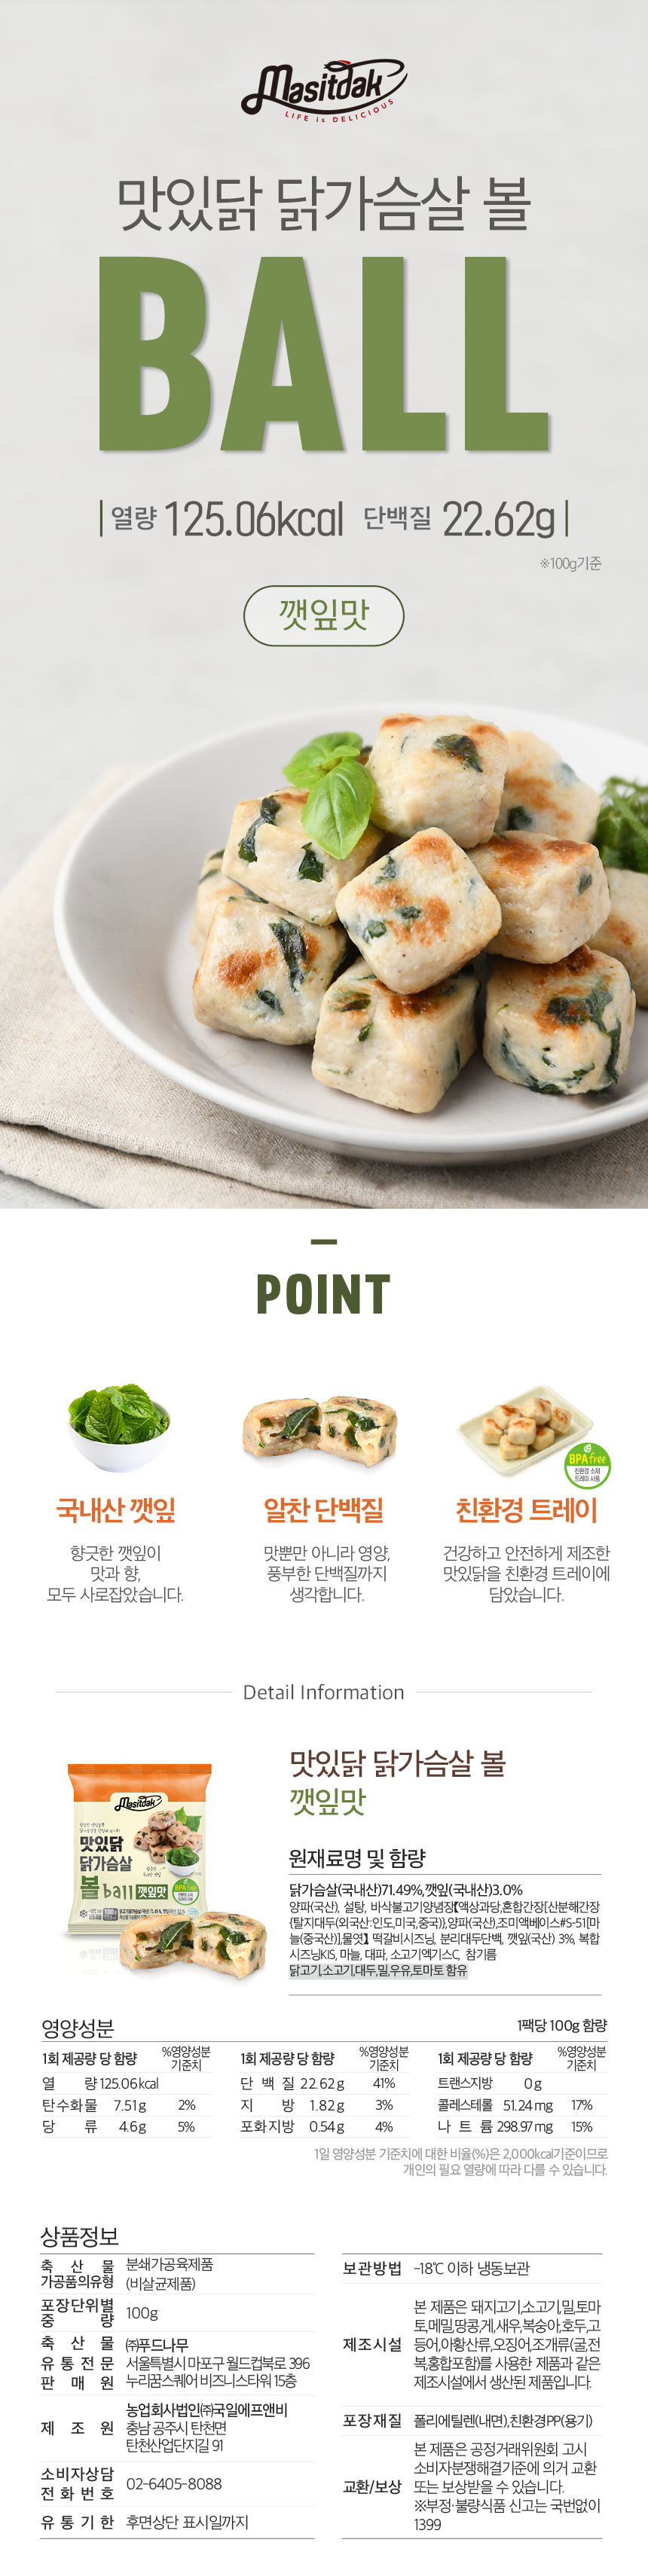 Masitdak
LIFE is DELICIOUS
맛있닭 닭가슴살 볼
BALL
열량 125.06kcal 단백질 22.62g
※100g기준
깻잎맛
POINT
BPA free
친환경 소재
트레이 사용
국내산 깻잎
향긋한 깻잎이
맛과 향,
모두 사로잡았습니다.
알찬 단백질
맛뿐만 아니라 영양,
풍부한 단백질까지
생각합니다.
친환경 트레이
건강하고 안전하게 제조한
맛있닭을 친환경 트레이에
담았습니다.
Detail Information
Masitdak
맛있닭
닭가슴살
볼 ball 깻잎맛
BPA free
맛있닭 닭가슴살 볼
깻잎맛
원재료명 및 함량
닭가슴살(국내산)71.49%,깻잎(국내산)3.0%
양파(국산), 설탕, 바삭불고기양념장【액상과당,혼합간장[산분해간장
{탈지대두(외국산:인도,미국,중국)},양파(국산),조미액베이스#S-51[마
늘(중국산)],물엿】, 떡갈비시즈닝, 분리대두단백, 깻잎(국산) 3%, 복합
시즈닝KIS, 마늘, 대파, 소고기엑기스C, 참기름
닭고기,소고기,대두,밀,우유,토마토 함유
영양성분
1팩당 100g 함량
1회 제공량 당 함량 %영양성분 기준치
열량 125.06kcal
탄수화물 7.51g 2%
당류 4.6g 5%
1회 제공량 당 함량 %영양성분 기준치
단백질 22.62g 41%
지방 1.82g 3%
포화지방 0.54g 4%
1회 제공량 당 함량 %영양성분 기준치
트랜스지방 0g
콜레스테롤 51.24mg 17%
나트륨 298.97mg 15%
1일 영양성분 기준치에 대한 비율(%)은 2,000kcal기준이므로
개인의 필요 열량에 따라 다를 수 있습니다.
상품정보
축산물
가공품의유형
분쇄가공육제품
(비살균제품)
포장단위별
중량
100g
축산물
유통전문
판매원
㈜푸드나무
서울특별시 마포구 월드컵북로 396
누리꿈스퀘어 비즈니스타워 15층
제조원
농업회사법인㈜국일에프앤비
충남 공주시 탄천면
탄천산업단지길 91
소비자상담
전화번호
02-6405-8088
유통기한 후면상단 표시일까지
보관방법 -18℃ 이하 냉동보관
제조시설
본 제품은 돼지고기,소고기,밀,토마
토,메밀,땅콩,게,새우,복숭아,호두,고
등어,아황산류,오징어,조개류(굴,전
복,홍합포함)를 사용한 제품과 같은
제조시설에서 생산된 제품입니다.
포장재질 폴리에틸렌(내면),친환경PP(용기)
교환/보상
본 제품은 공정거래위원회 고시
소비자분쟁해결기준에 의거 교환
또는 보상받을 수 있습니다.
※부정·불량식품 신고는 국번없이
1399